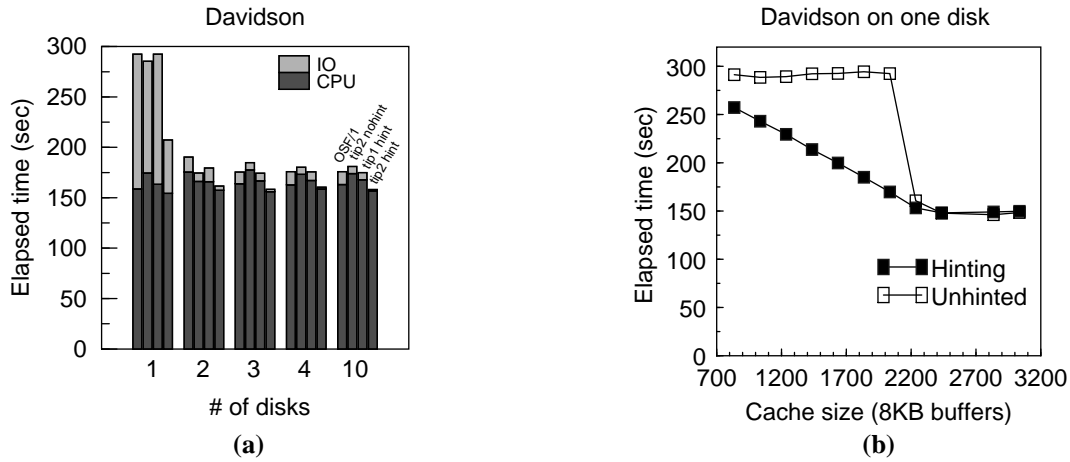 Davidson
300
250
200
150
100
50
0
Elapsed time (sec)
IO
CPU
OSF/1
tip2 nohint
tip1 hint
tip2 hint
1 2 3 4 10
# of disks
(a)
Davidson on one disk
300
250
200
150
100
50
0
Elapsed time (sec)
Hinting
Unhinted
700 1200 1700 2200 2700 3200
Cache size (8KB buffers)
(b)